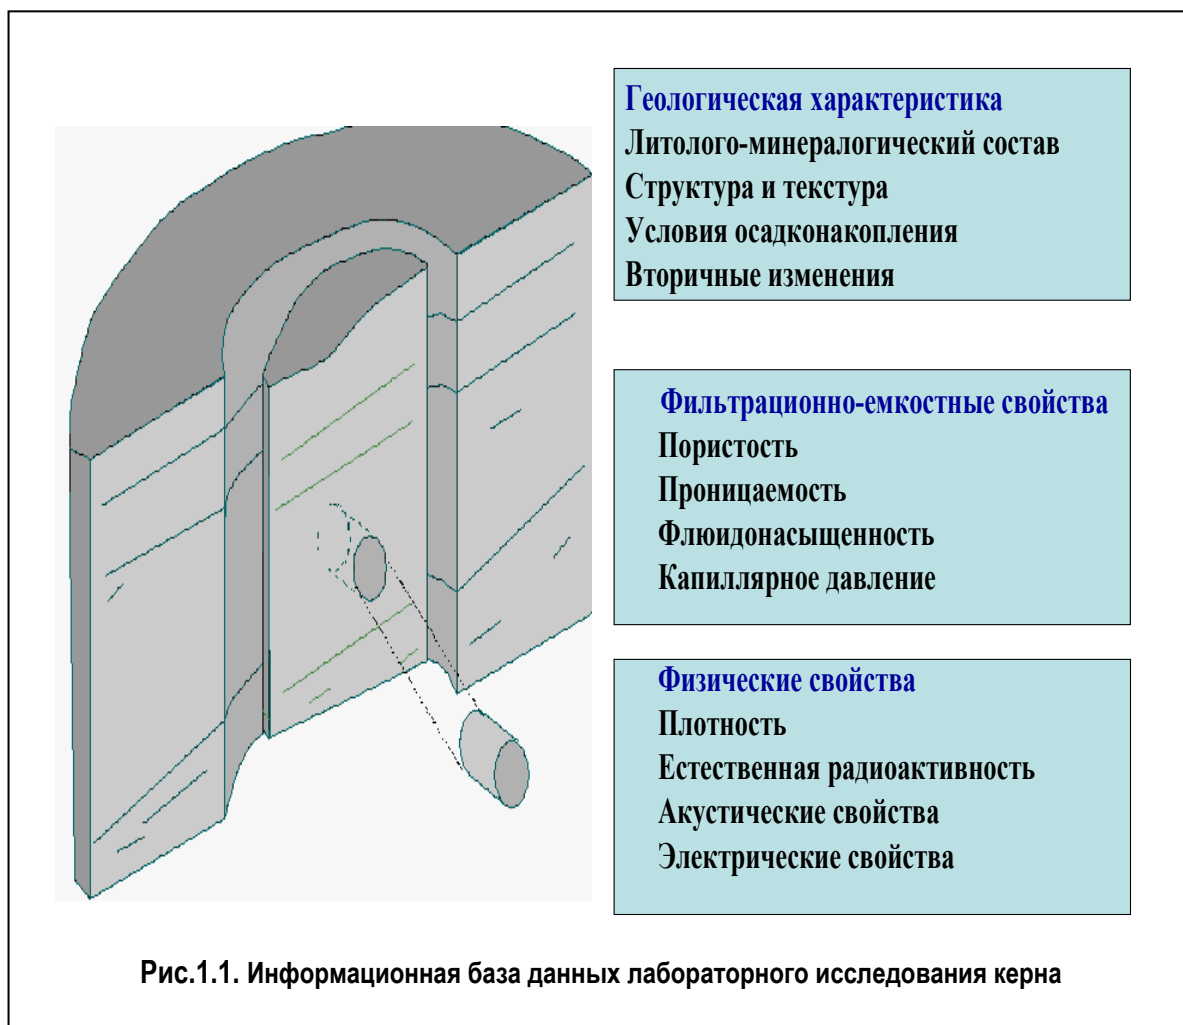 Геологическая характеристика
Литолого-минералогический состав
Структура и текстура
Условия осадконакопления
Вторичные изменения
Фильтрационно-емкостные свойства
Пористость
Проницаемость
Флюидонасыщенность
Капиллярное давление
Физические свойства
Плотность
Естественная радиоактивность
Акустические свойства
Электрические свойства
Рис.1.1. Информационная база данных лабораторного исследования керна